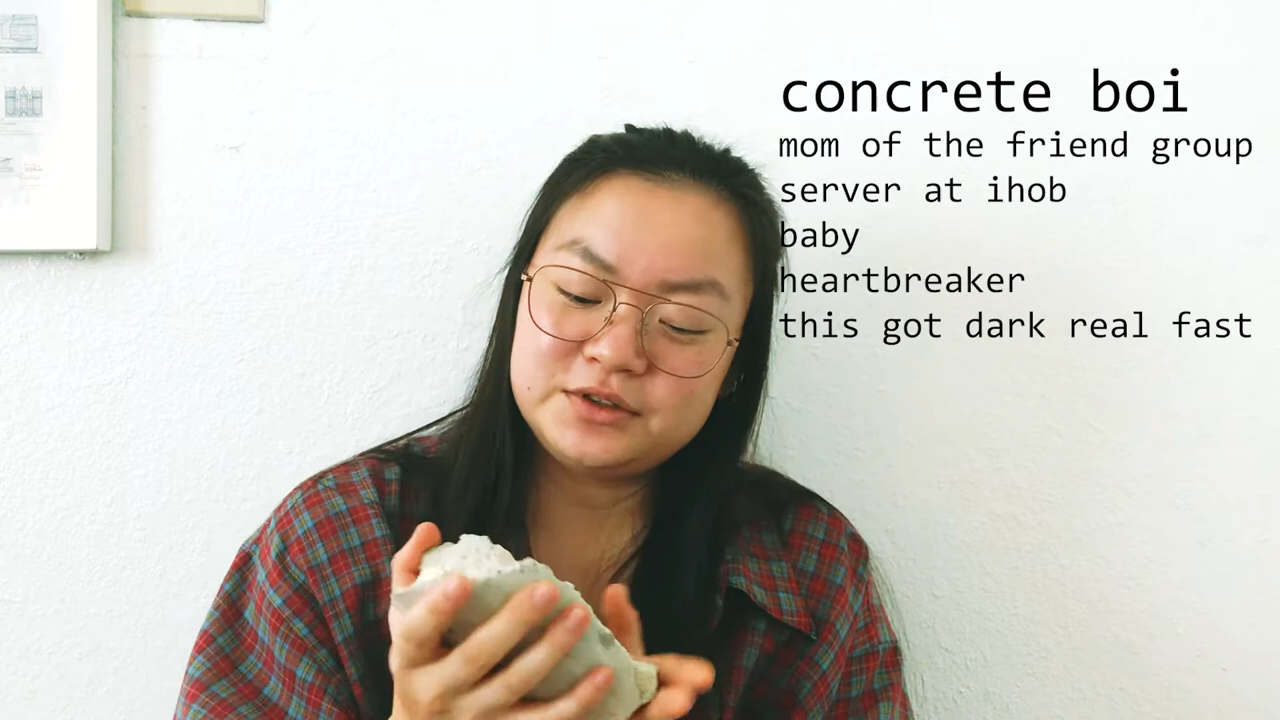 concrete boi
mom of the friend group
server at ihob
baby
heartbreaker
this got dark real fast